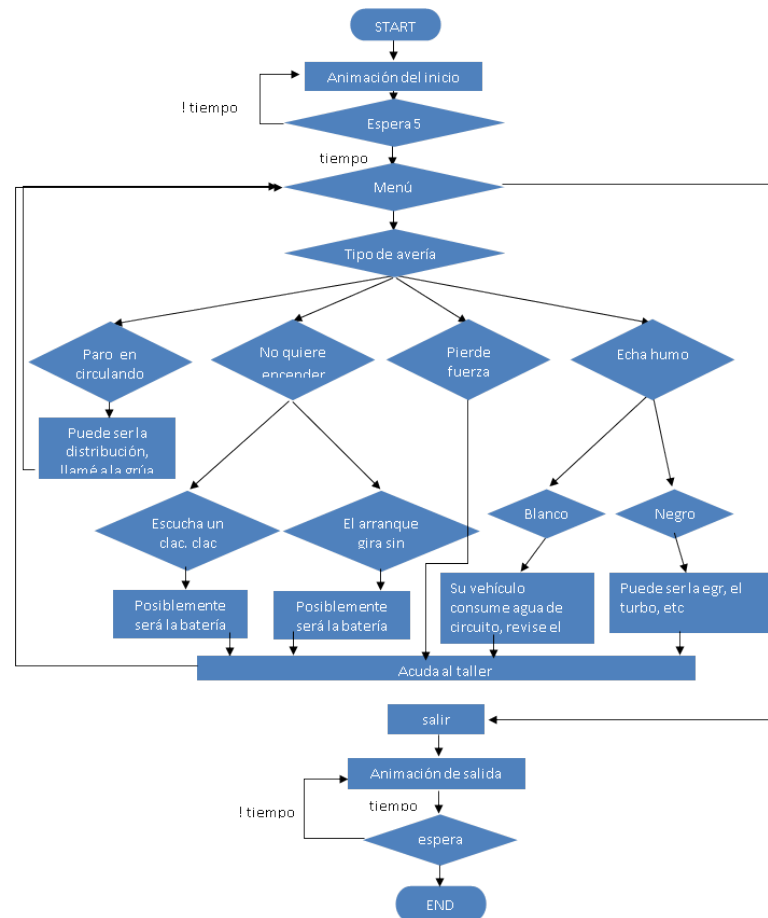 START
Animación del inicio
! tiempo
Espera 5
tiempo
Menú
Tipo de avería
Paro en
circulando
No quiere
encender
Pierde
fuerza
Echa humo
Puede ser la
distribución,
llamé a la grúa
Escucha un
clac, clac
El arranque
gira sin
Blanco
Negro
Posiblemente
será la batería
Posiblemente
será la batería
Su vehículo
consume agua de
circuito, revise el
Puede ser la egr, el
turbo, etc
Acuda al taller
salir
Animación de salida
! tiempo
tiempo
espera
END